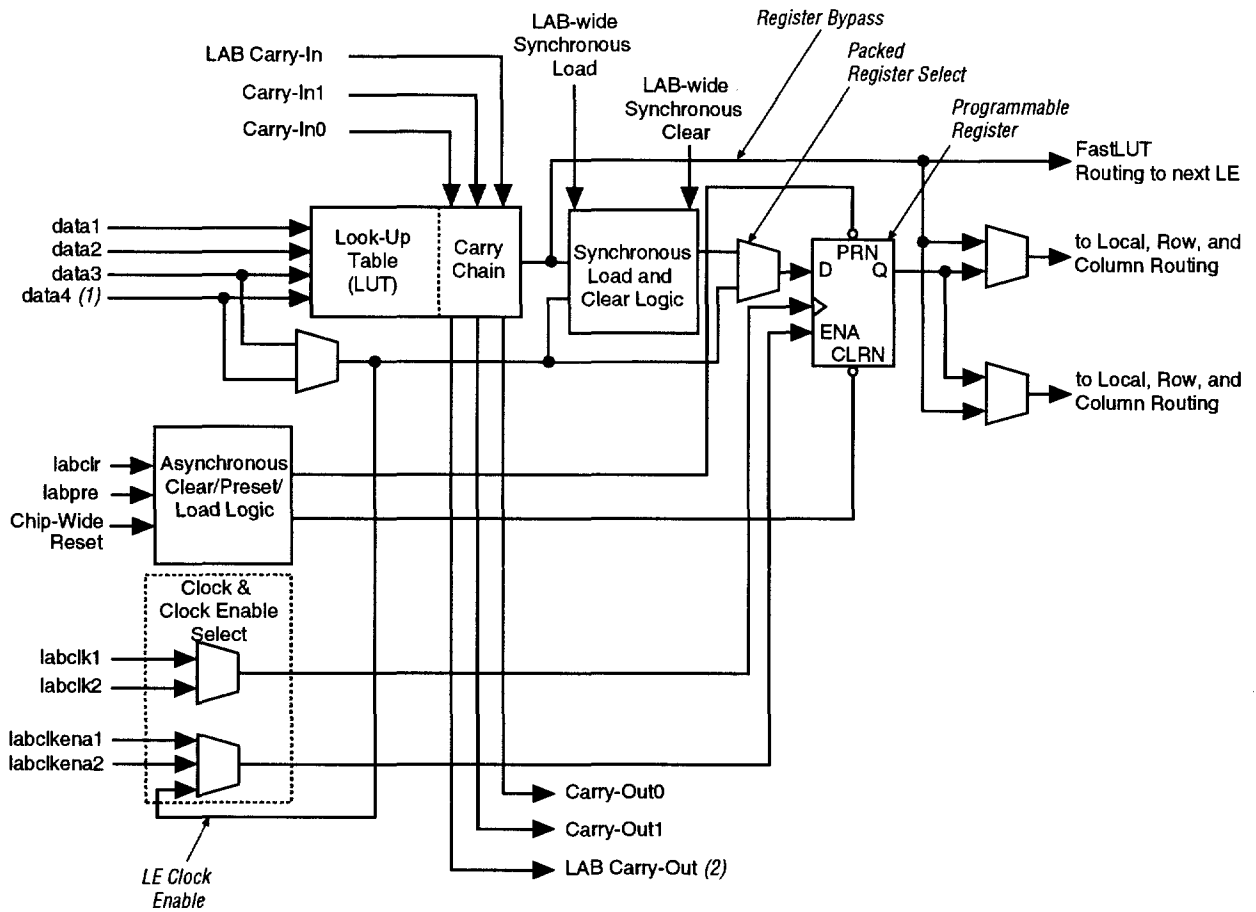 Register Bypass
LAB-wide
Synchronous
Load
Packed
Register Select
LAB Carry-In
Carry-In1
Carry-In0
LAB-wide
Synchronous
Clear
Programmable
Register
FastLUT
Routing to next LE
data1
data2
data3
data4 (1)
Look-Up
Table
(LUT)
Carry
Chain
Synchronous
Load and
Clear Logic
PRN
D
Q
ENA
CLRN
to Local, Row, and
Column Routing
to Local, Row, and
Column Routing
labclr
labpre
Chip-Wide
Reset
Asynchronous
Clear/Preset/
Load Logic
Clock &
Clock Enable
Select
labclk1
labclk2
labclkena1
labclkena2
Carry-Out0
Carry-Out1
LAB Carry-Out (2)
LE Clock
Enable